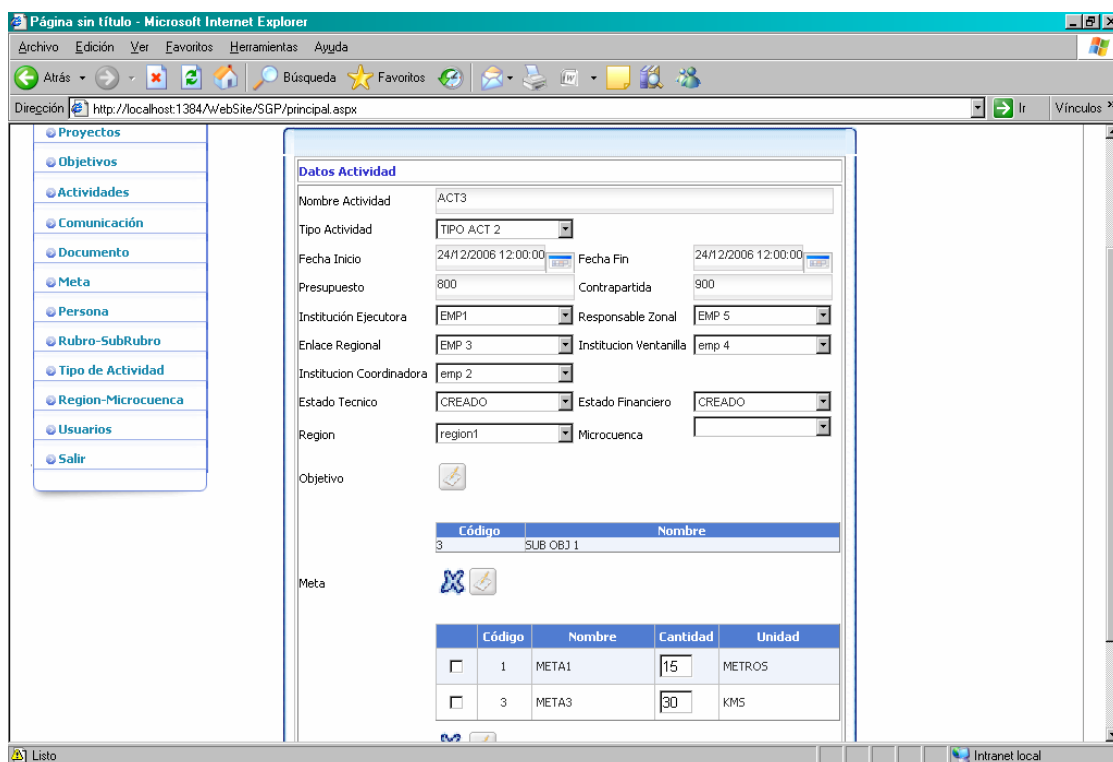 Página sin título - Microsoft Internet Explorer
Archivo Edición Ver Favoritos Herramientas Ayuda
Atrás Búsqueda Favoritos
Dirección http://localhost:1384/WebSite/SGP/principal.aspx Ir Vínculos
Proyectos
Objetivos
Actividades
Comunicación
Documento
Meta
Persona
Rubro-SubRubro
Tipo de Actividad
Region-Microcuenca
Usuarios
Salir
Datos Actividad
Nombre Actividad ACT3
Tipo Actividad TIPO ACT 2
Fecha Inicio 24/12/2006 12:00:00 Fecha Fin 24/12/2006 12:00:00
Presupuesto 800 Contrapartida 900
Institución Ejecutora EMP1 Responsable Zonal EMP 5
Enlace Regional EMP 3 Institucion Ventanilla emp 4
Institucion Coordinadora emp 2
Estado Tecnico CREADO Estado Financiero CREADO
Region region1 Microcuenca
Objetivo
Código Nombre
3 SUB OBJ 1
Meta
Código Nombre Cantidad Unidad
1 META1 15 METROS
3 META3 30 KMS
Listo Intranet local